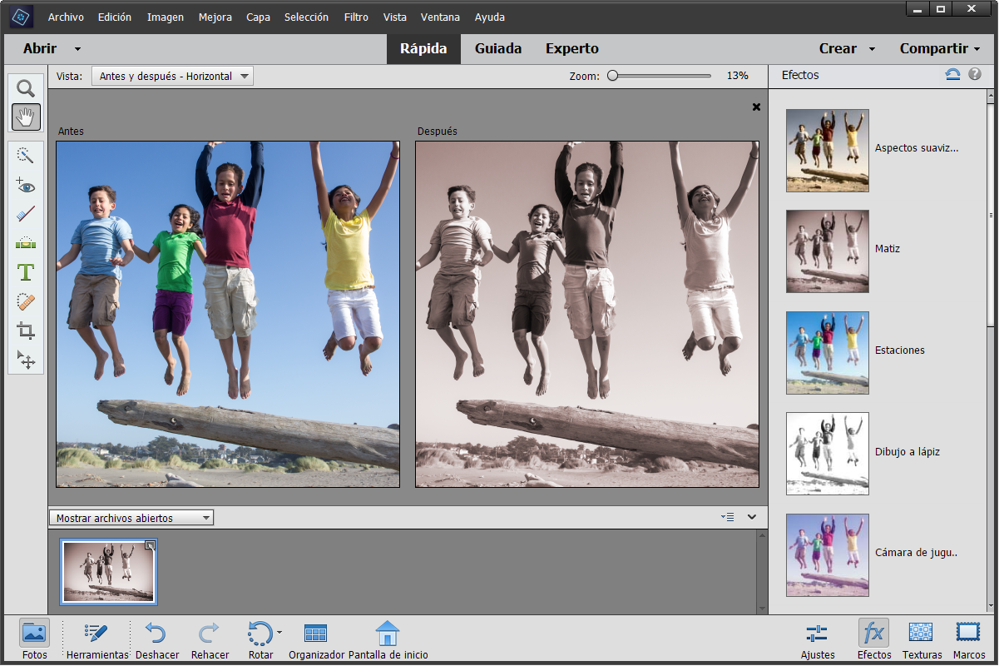 Archivo Edición Imagen Mejora Capa Selección Filtro Vista Ventana Ayuda
Abrir Rápida Guiada Experto Crear Compartir
Vista: Antes y después - Horizontal Zoom: 13% Efectos
Antes Después
Aspectos suaviz...
Matiz
Estaciones
Dibujo a lápiz
Cámara de jugu..
Mostrar archivos abiertos
Fotos Herramientas Deshacer Rehacer Rotar Organizador Pantalla de inicio Ajustes Efectos Texturas Marcos